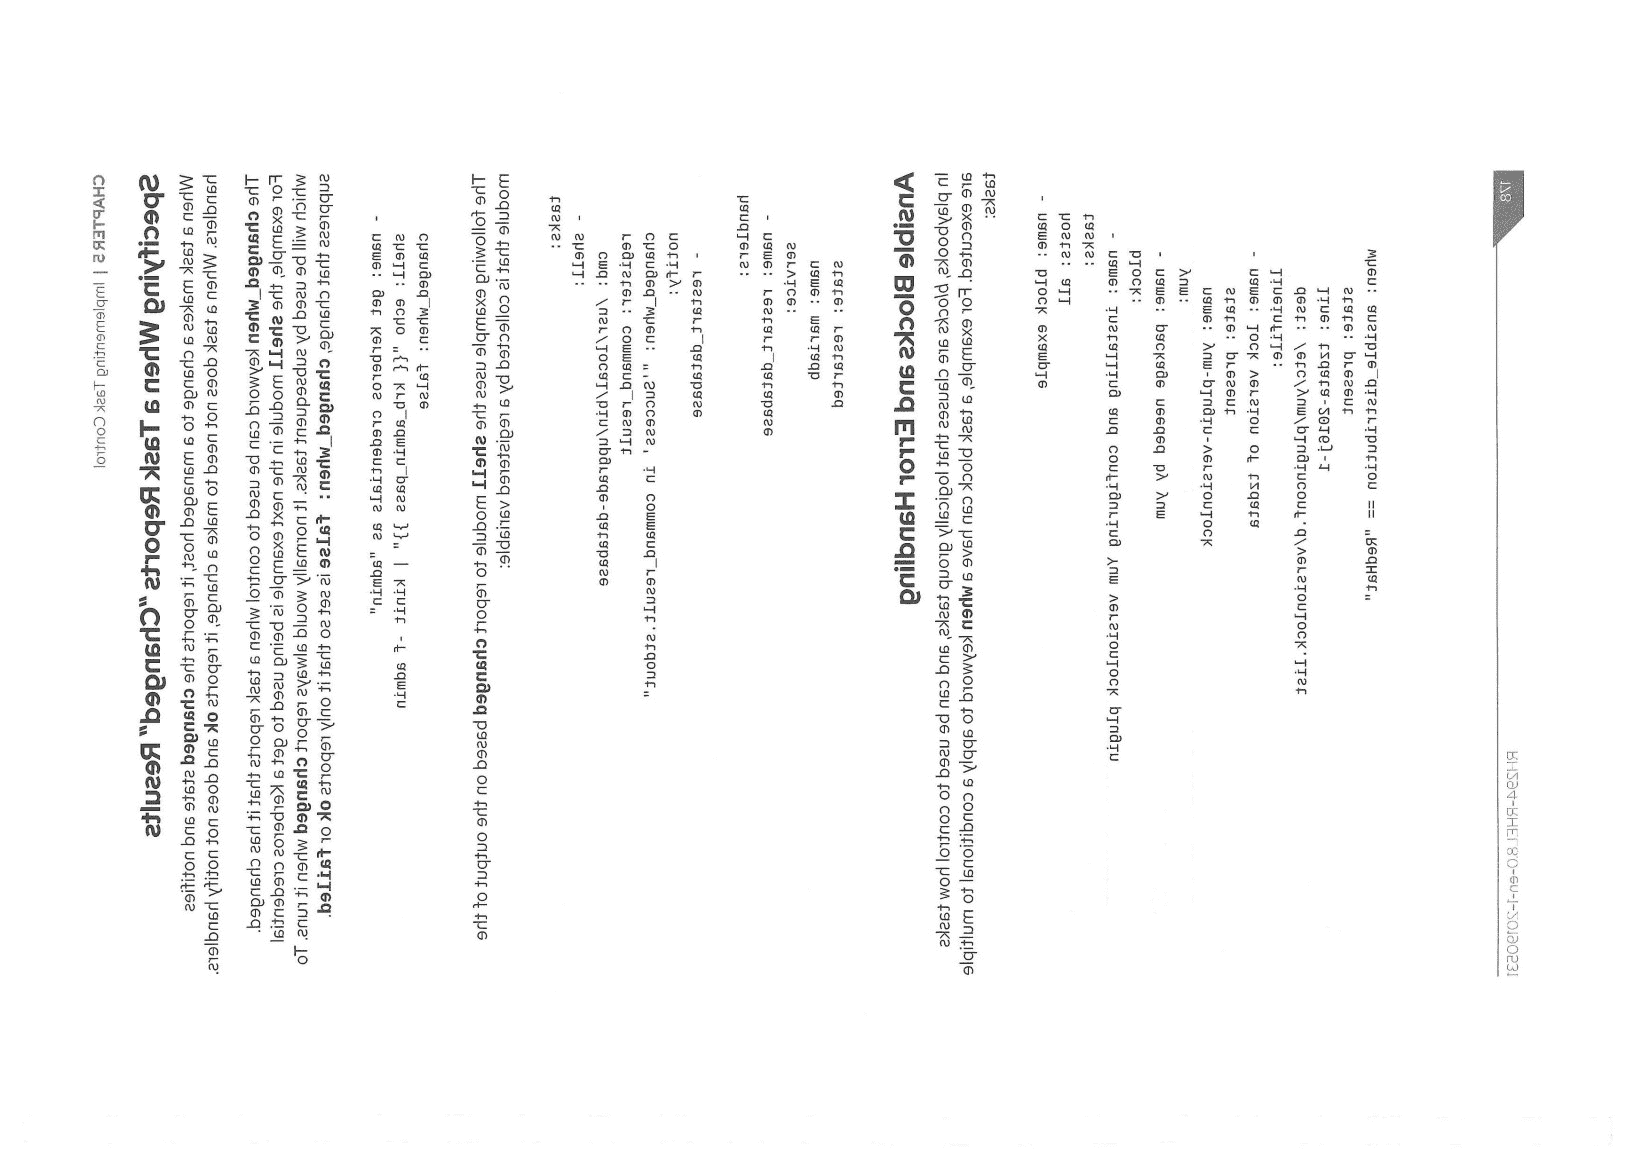 CHAPTER 5 | Implementing Task Control
Specifying When a Task Reports "Changed" Results
When a task makes a change to a managed host, it reports the changed state and notifies
handlers. When a task does not need to make a change, it reports ok and does not notify handlers.
The changed_when keyword can be used to control when a task reports that it has changed.
For example, the shell module in the next example is being used to get a Kerberos credential
which will be used by subsequent tasks. It normally would always report changed when it runs. To
suppress that change, changed_when: false is set so that it only reports ok or failed.
- name: get Kerberos credentials as "admin"
shell: echo "{{ krb_admin_pass }}" | kinit -f admin
changed_when: false
The following example uses the shell module to report changed based on the output of the
module that is collected by a registered variable:
tasks:
- shell:
cmd: /usr/local/bin/upgrade-database
register: command_result
changed_when: "'Success' in command_result.stdout"
notify:
- restart_database
handlers:
- name: restart_database
service:
name: mariadb
state: restarted
Ansible Blocks and Error Handling
In playbooks, blocks are clauses that logically group tasks, and can be used to control how tasks
are executed. For example, a task block can have a when keyword to apply a conditional to multiple
tasks:
- name: block example
hosts: all
tasks:
- name: installing and configuring Yum versionlock plugin
block:
- name: package needed by yum
yum:
name: yum-plugin-versionlock
state: present
- name: lock version of tzdata
lineinfile:
dest: /etc/yum/pluginconf.d/versionlock.list
line: tzdata-2016j-1
state: present
when: ansible_distribution == "RedHat"
128
RH294-RHEL8.0-en-1-20190531